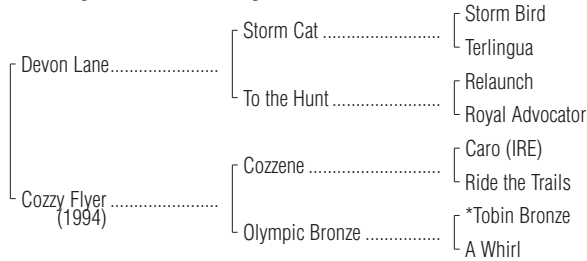 Storm Bird
Storm Cat ........................
Terlingua
Devon Lane......................
Relaunch
To the Hunt ......................
Royal Advocator
Caro (IRE)
Cozzene ...........................
Ride the Trails
Cozzy Flyer ......................
(1994)
*Tobin Bronze
Olympic Bronze ...............
A Whirl